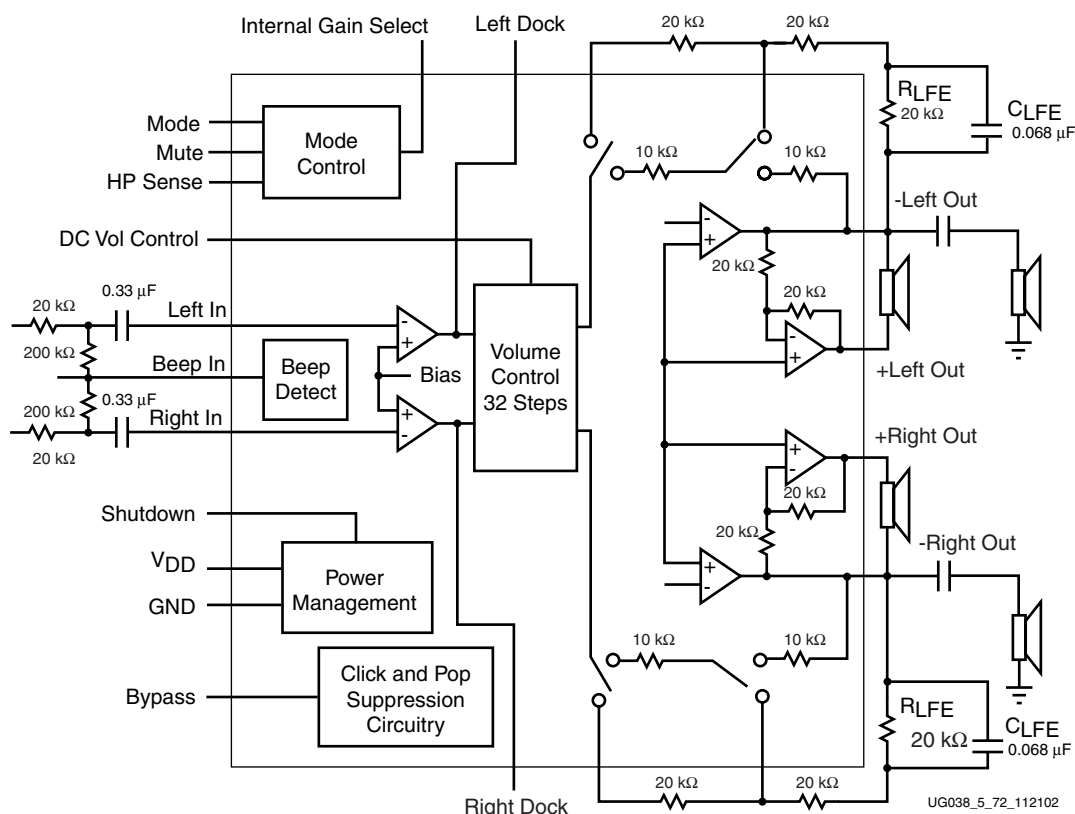 Internal Gain Select
Left Dock
20 kΩ
20 kΩ
RLFE
20 kΩ
CLFE
0.068 µF
Mode
Mute
HP Sense
Mode
Control
10 kΩ
10 kΩ
-Left Out
DC Vol Control
-
+
20 kΩ
20 kΩ
-
+
+Left Out
20 kΩ
0.33 µF
Left In
200 kΩ
Beep In
Beep
Detect
-
+
Bias
+
-
Volume
Control
32 Steps
200 kΩ
0.33 µF
Right In
20 kΩ
+Right Out
+
-
20 kΩ
20 kΩ
-Right Out
+
-
Shutdown
VDD
GND
Power
Management
10 kΩ
10 kΩ
Bypass
Click and Pop
Suppression
Circuitry
RLFE
20 kΩ
CLFE
0.068 µF
20 kΩ
20 kΩ
Right Dock
UG038_5_72_112102